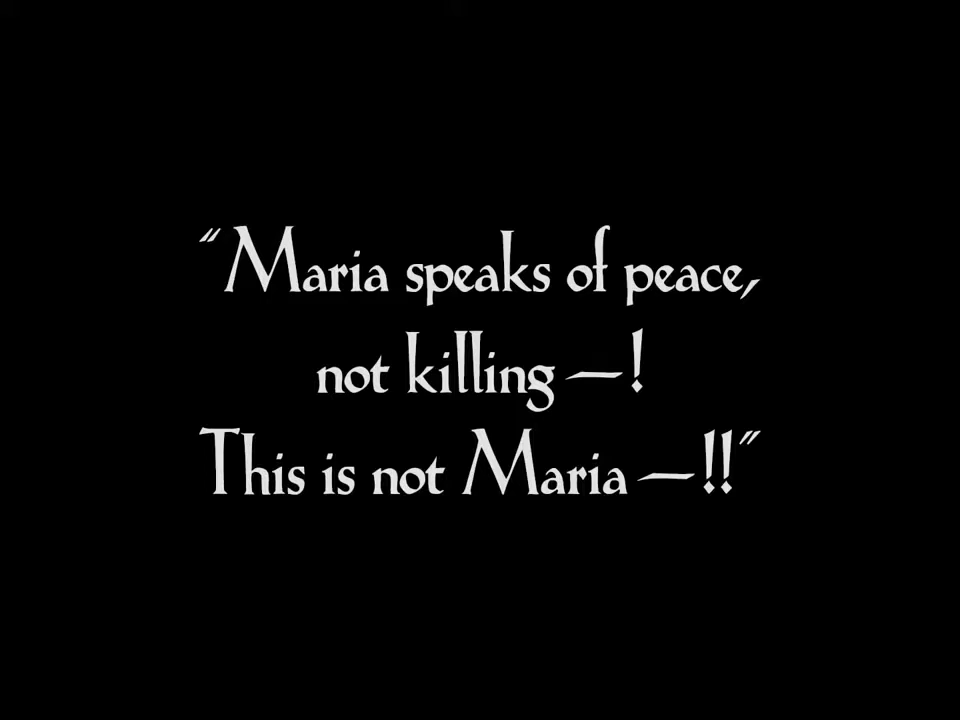 “Maria speaks of peace,
not killing—!
This is not Maria—!!”